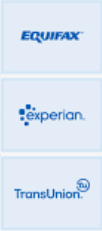 EQUIFAX
experian.
TransUnion
Tu